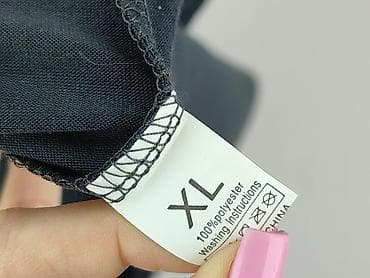 XL
100%polyester
Washing instructions
CHINA